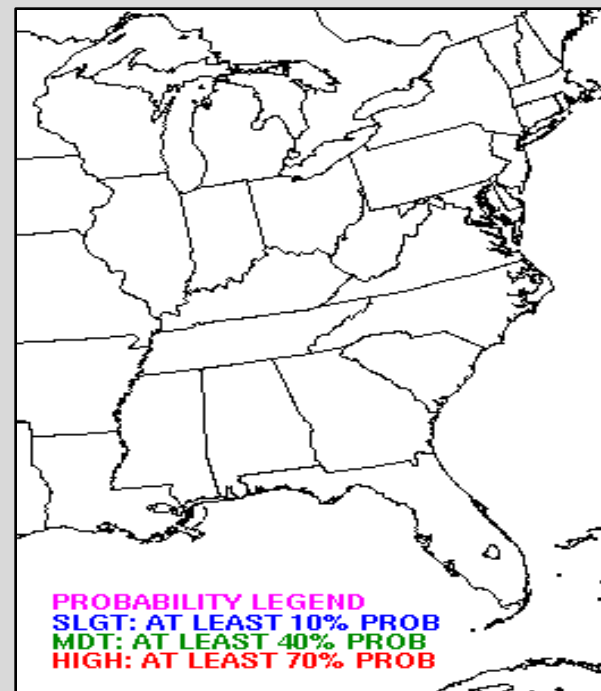 PROBABILITY LEGEND
SLGT: AT LEAST 10% PROB
MDT: AT LEAST 40% PROB
HIGH: AT LEAST 70% PROB